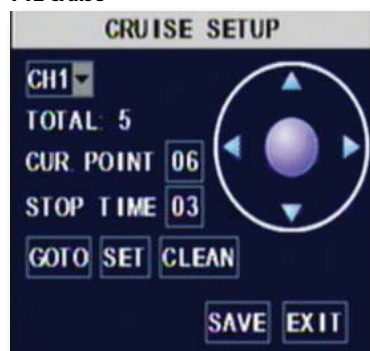 CRUISE SETUP
CH1
TOTAL: 5
CUR. POINT 06
STOP TIME 03
GOTO SET CLEAN
SAVE EXIT